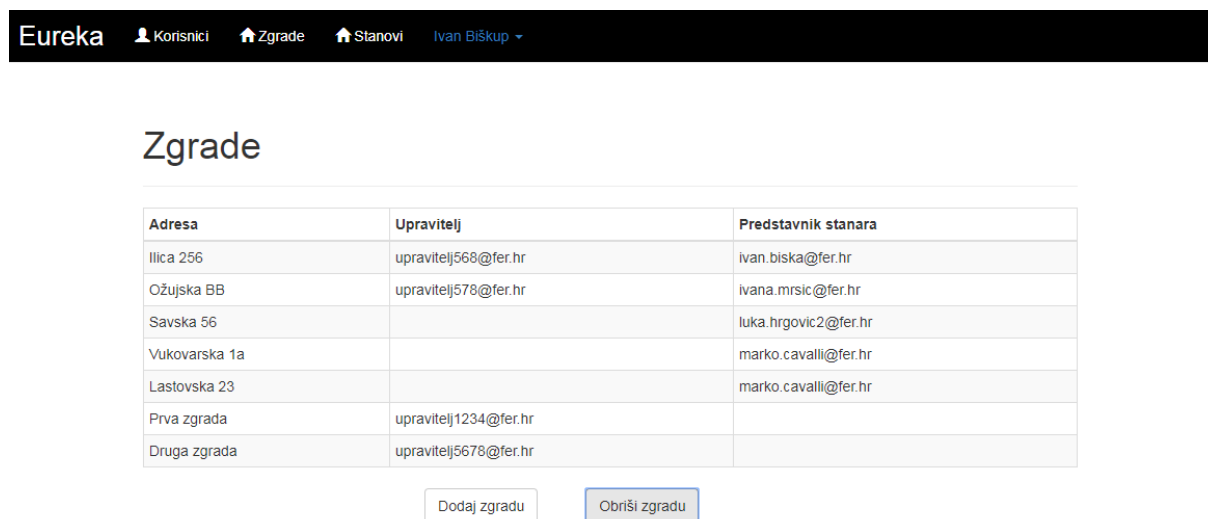 Eureka Korisnici Zgrade Stanovi Ivan Biškup
Zgrade
Adresa Upravitelj Predstavnik stanara
Ilica 256 upravitelj568@fer.hr ivan.biska@fer.hr
Ožujska BB upravitelj578@fer.hr ivana.mrsic@fer.hr
Savska 56 luka.hrgovic2@fer.hr
Vukovarska 1a marko.cavalli@fer.hr
Lastovska 23 marko.cavalli@fer.hr
Prva zgrada upravitelj1234@fer.hr
Druga zgrada upravitelj5678@fer.hr
Dodaj zgradu Obriši zgradu